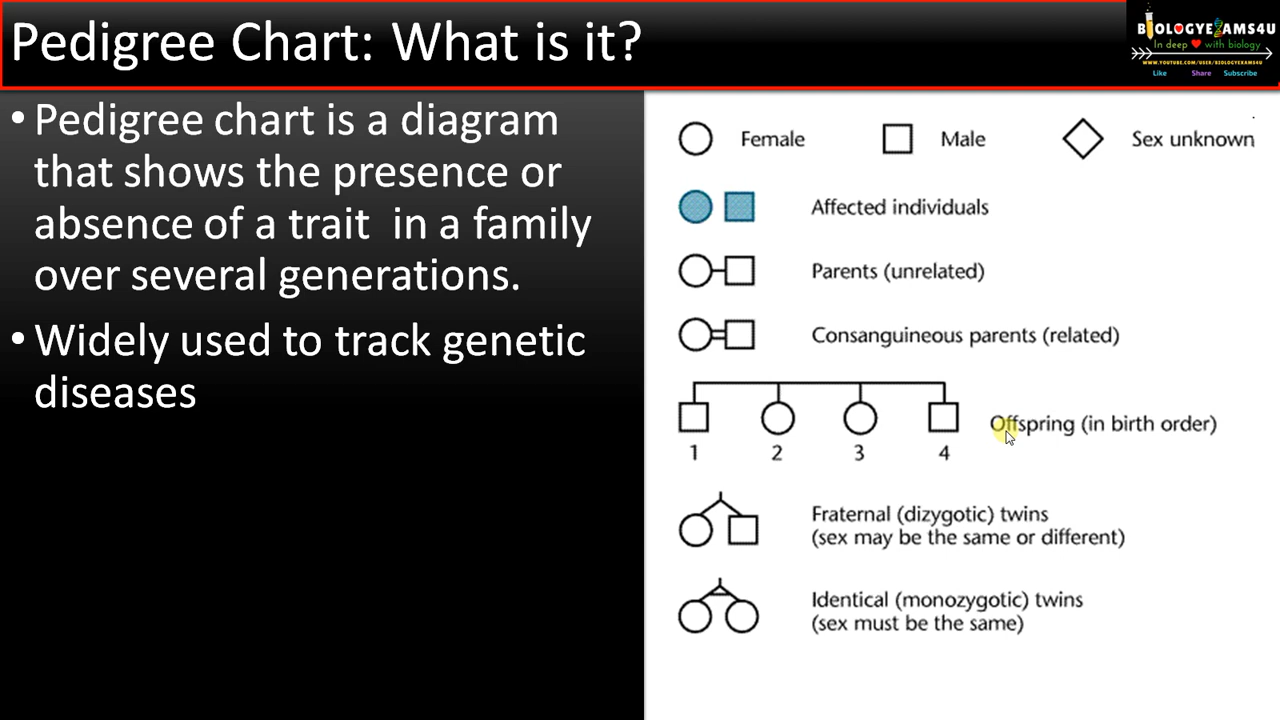 Pedigree Chart: What is it?
BIOLOGYEXAMS4U
In deep ♥ with biology
WWW.YOUTUBE.COM/USER/BIOLOGYEXAMS4U
Like Share Subscribe
• Pedigree chart is a diagram
that shows the presence or
absence of a trait in a family
over several generations.
• Widely used to track genetic
diseases
Female Male Sex unknown
Affected individuals
Parents (unrelated)
Consanguineous parents (related)
Offspring (in birth order)
1 2 3 4
Fraternal (dizygotic) twins
(sex may be the same or different)
Identical (monozygotic) twins
(sex must be the same)